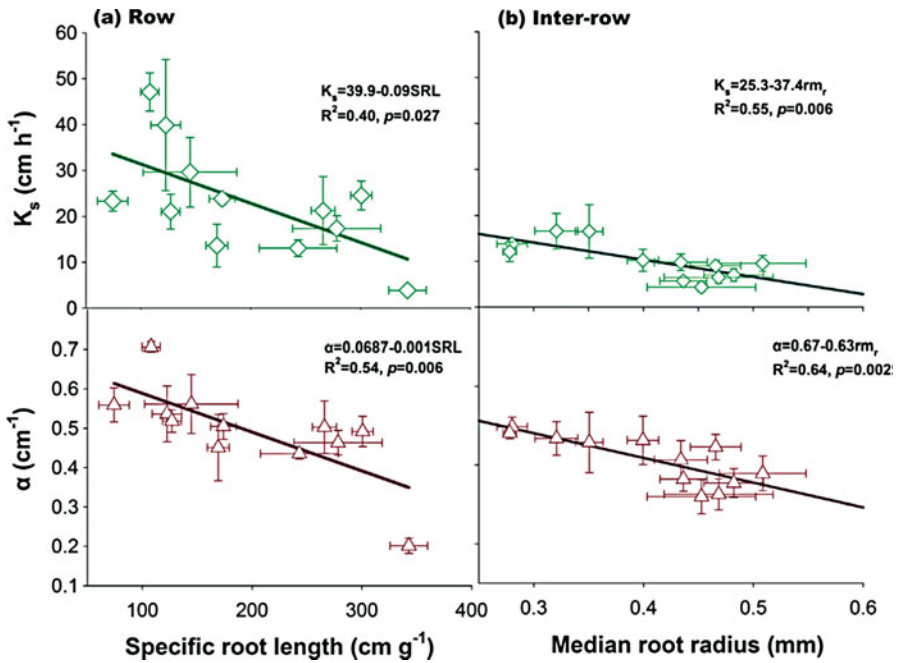 (a) Row
(b) Inter-row
60
50
40
30
20
10
0
Kₛ (cm h⁻¹)
Kₛ=39.9-0.09SRL
R²=0.40, p=0.027
Kₛ=25.3-37.4rmᵣ
R²=0.55, p=0.006
0.7
0.6
0.5
0.4
0.3
0.2
0.1
α (cm⁻¹)
α=0.0687-0.001SRL
R²=0.54, p=0.006
α=0.67-0.63rmᵣ
R²=0.64, p=0.002
100 200 300 400
0.3 0.4 0.5 0.6
Specific root length (cm g⁻¹)
Median root radius (mm)